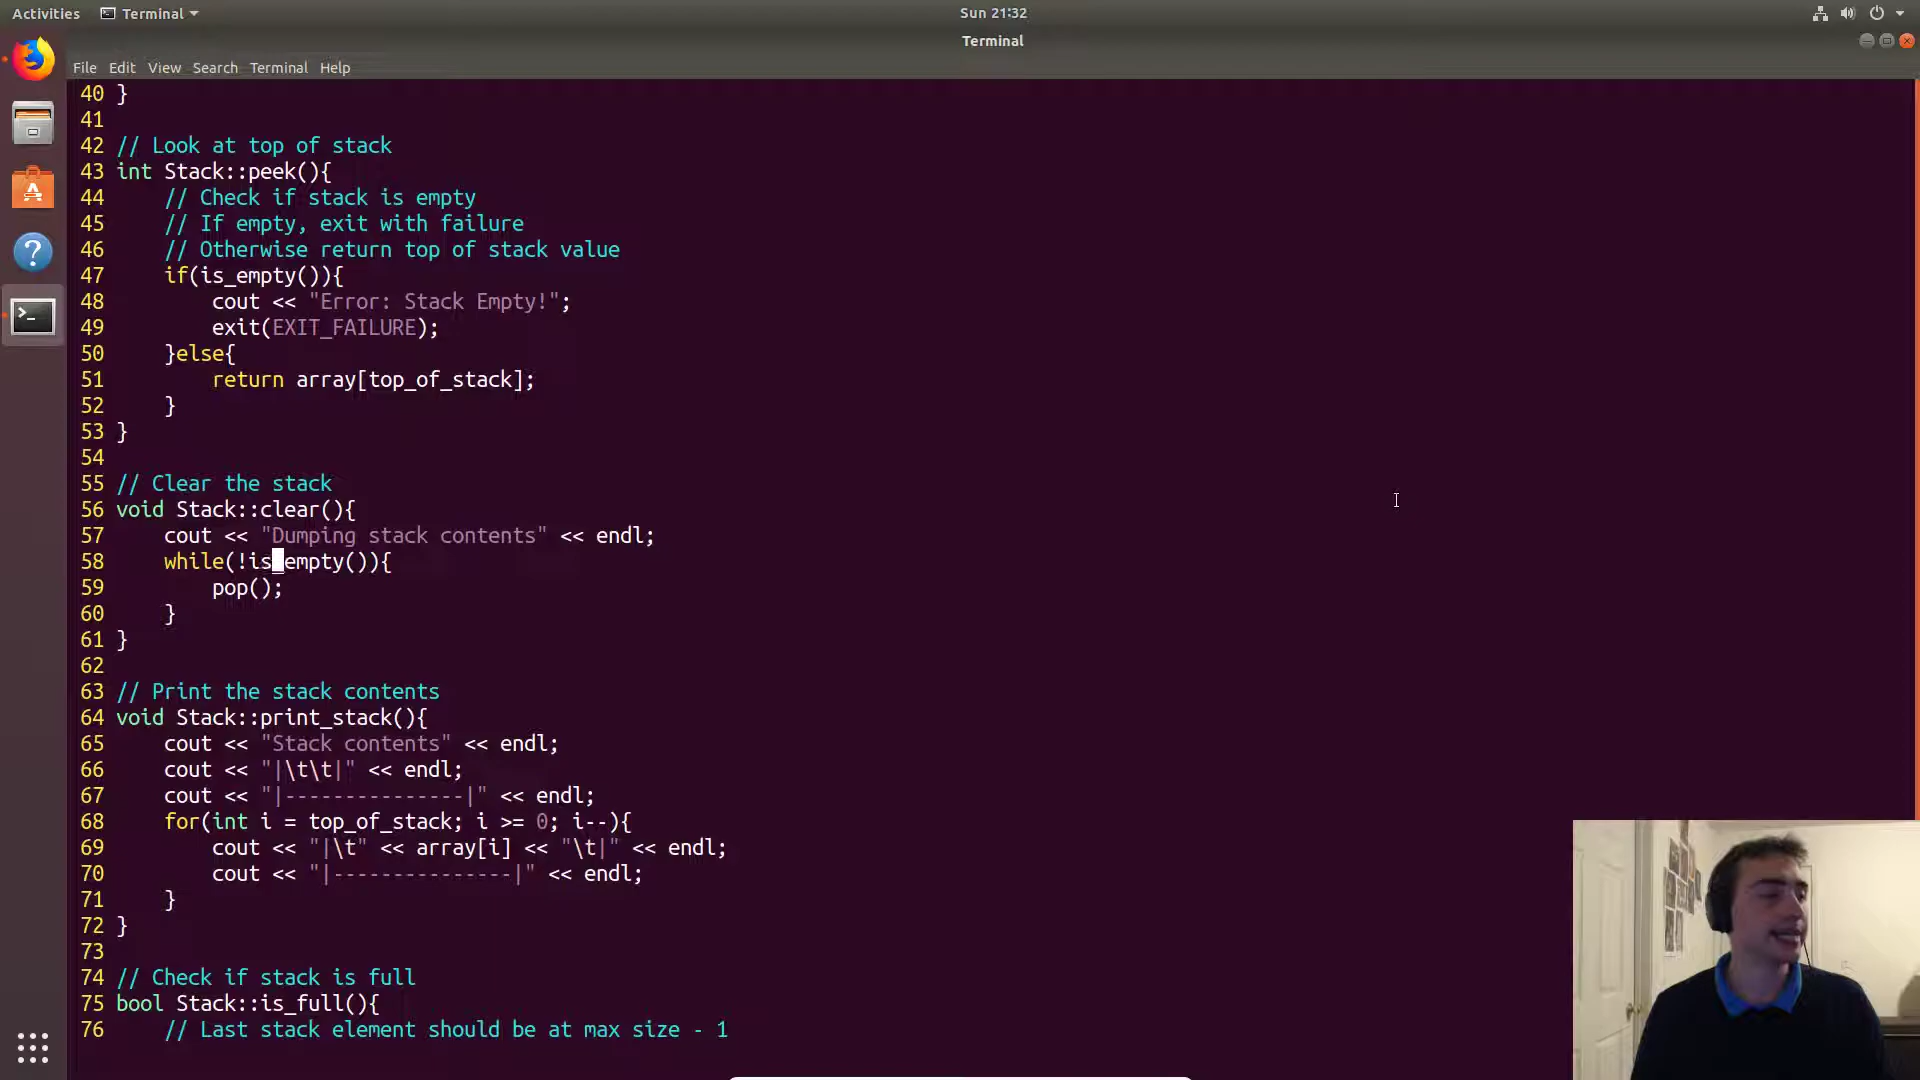 Activities
Terminal
Sun 21:32
Terminal
File Edit View Search Terminal Help
40 }
41
42 // Look at top of stack
43 int Stack::peek(){
44     // Check if stack is empty
45     // If empty, exit with failure
46     // Otherwise return top of stack value
47     if(is_empty()){
48         cout << "Error: Stack Empty!";
49         exit(EXIT_FAILURE);
50     }else{
51         return array[top_of_stack];
52     }
53 }
54
55 // Clear the stack
56 void Stack::clear(){
57     cout << "Dumping stack contents" << endl;
58     while(!is_empty()){
59         pop();
60     }
61 }
62
63 // Print the stack contents
64 void Stack::print_stack(){
65     cout << "Stack contents" << endl;
66     cout << "|\t\t|" << endl;
67     cout << "|---------------|" << endl;
68     for(int i = top_of_stack; i >= 0; i--){
69         cout << "|\t" << array[i] << "\t|" << endl;
70         cout << "|---------------|" << endl;
71     }
72 }
73
74 // Check if stack is full
75 bool Stack::is_full(){
76     // Last stack element should be at max size - 1